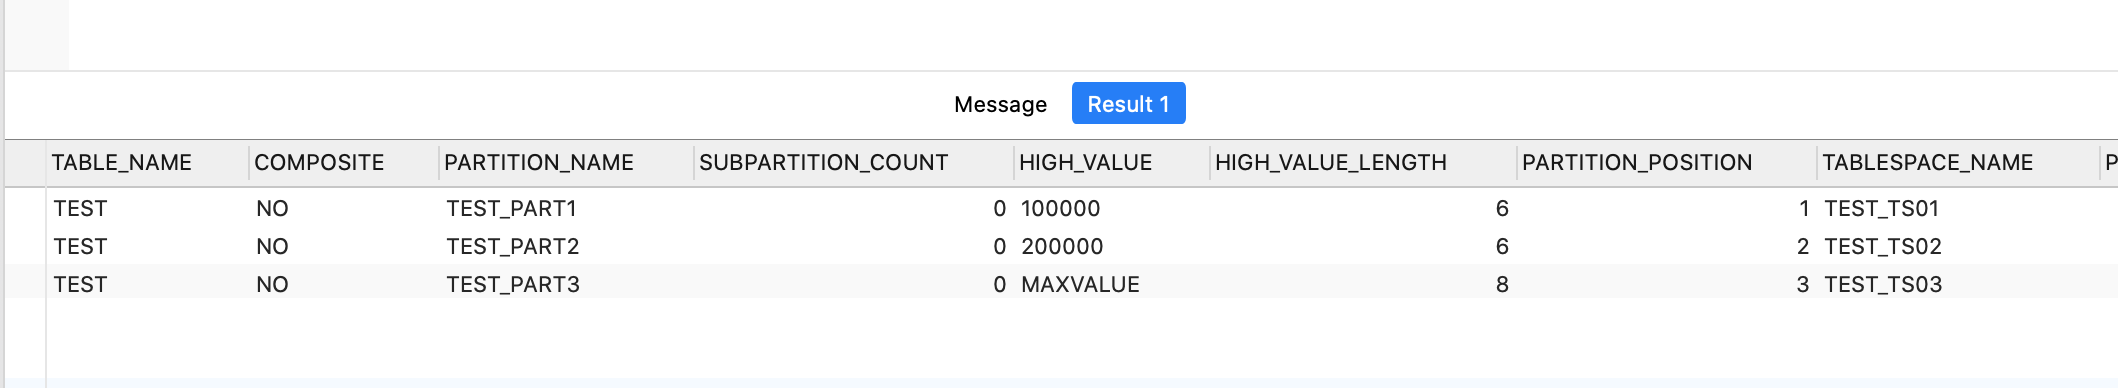 Message Result 1
TABLE_NAME COMPOSITE PARTITION_NAME SUBPARTITION_COUNT HIGH_VALUE HIGH_VALUE_LENGTH PARTITION_POSITION TABLESPACE_NAME P
TEST NO TEST_PART1 0 100000 6 1 TEST_TS01
TEST NO TEST_PART2 0 200000 6 2 TEST_TS02
TEST NO TEST_PART3 0 MAXVALUE 8 3 TEST_TS03